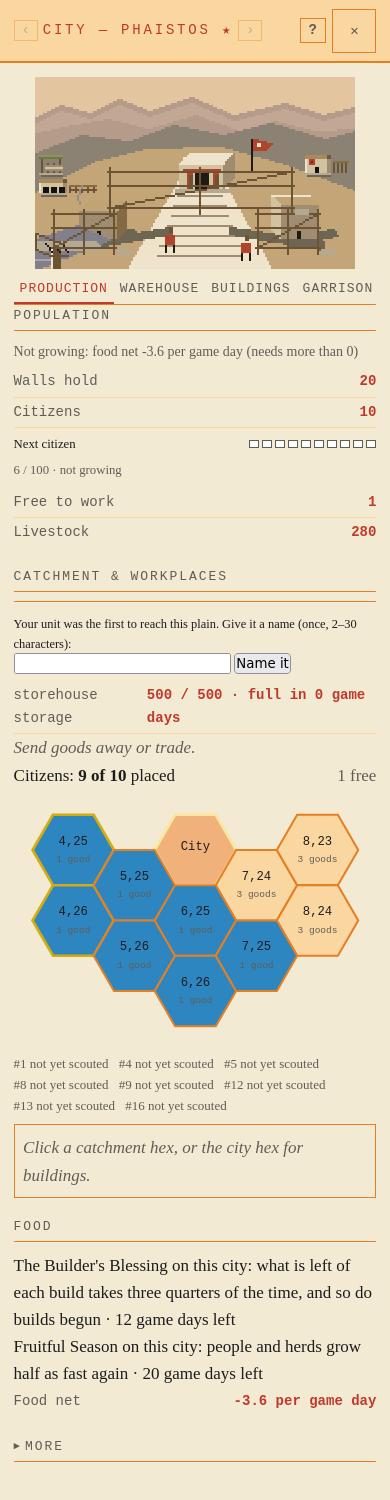 ‹ CITY — PHAISTOS ★ › ? ×
PRODUCTION WAREHOUSE BUILDINGS GARRISON
POPULATION
Not growing: food net -3.6 per game day (needs more than 0)
Walls hold 20
Citizens 10
Next citizen
6 / 100 · not growing
Free to work 1
Livestock 280
CATCHMENT & WORKPLACES
Your unit was the first to reach this plain. Give it a name (once, 2–30
characters):
Name it
storehouse 500 / 500 · full in 0 game
storage days
Send goods away or trade.
Citizens: 9 of 10 placed 1 free
4,25
1 good
City
8,23
3 goods
5,25
1 good
7,24
3 goods
4,26
1 good
6,25
1 good
8,24
3 goods
5,26
1 good
7,25
1 good
6,26
1 good
#1 not yet scouted #4 not yet scouted #5 not yet scouted
#8 not yet scouted #9 not yet scouted #12 not yet scouted
#13 not yet scouted #16 not yet scouted
Click a catchment hex, or the city hex for
buildings.
FOOD
The Builder's Blessing on this city: what is left of
each build takes three quarters of the time, and so do
builds begun · 12 game days left
Fruitful Season on this city: people and herds grow
half as fast again · 20 game days left
Food net -3.6 per game day
▶ MORE